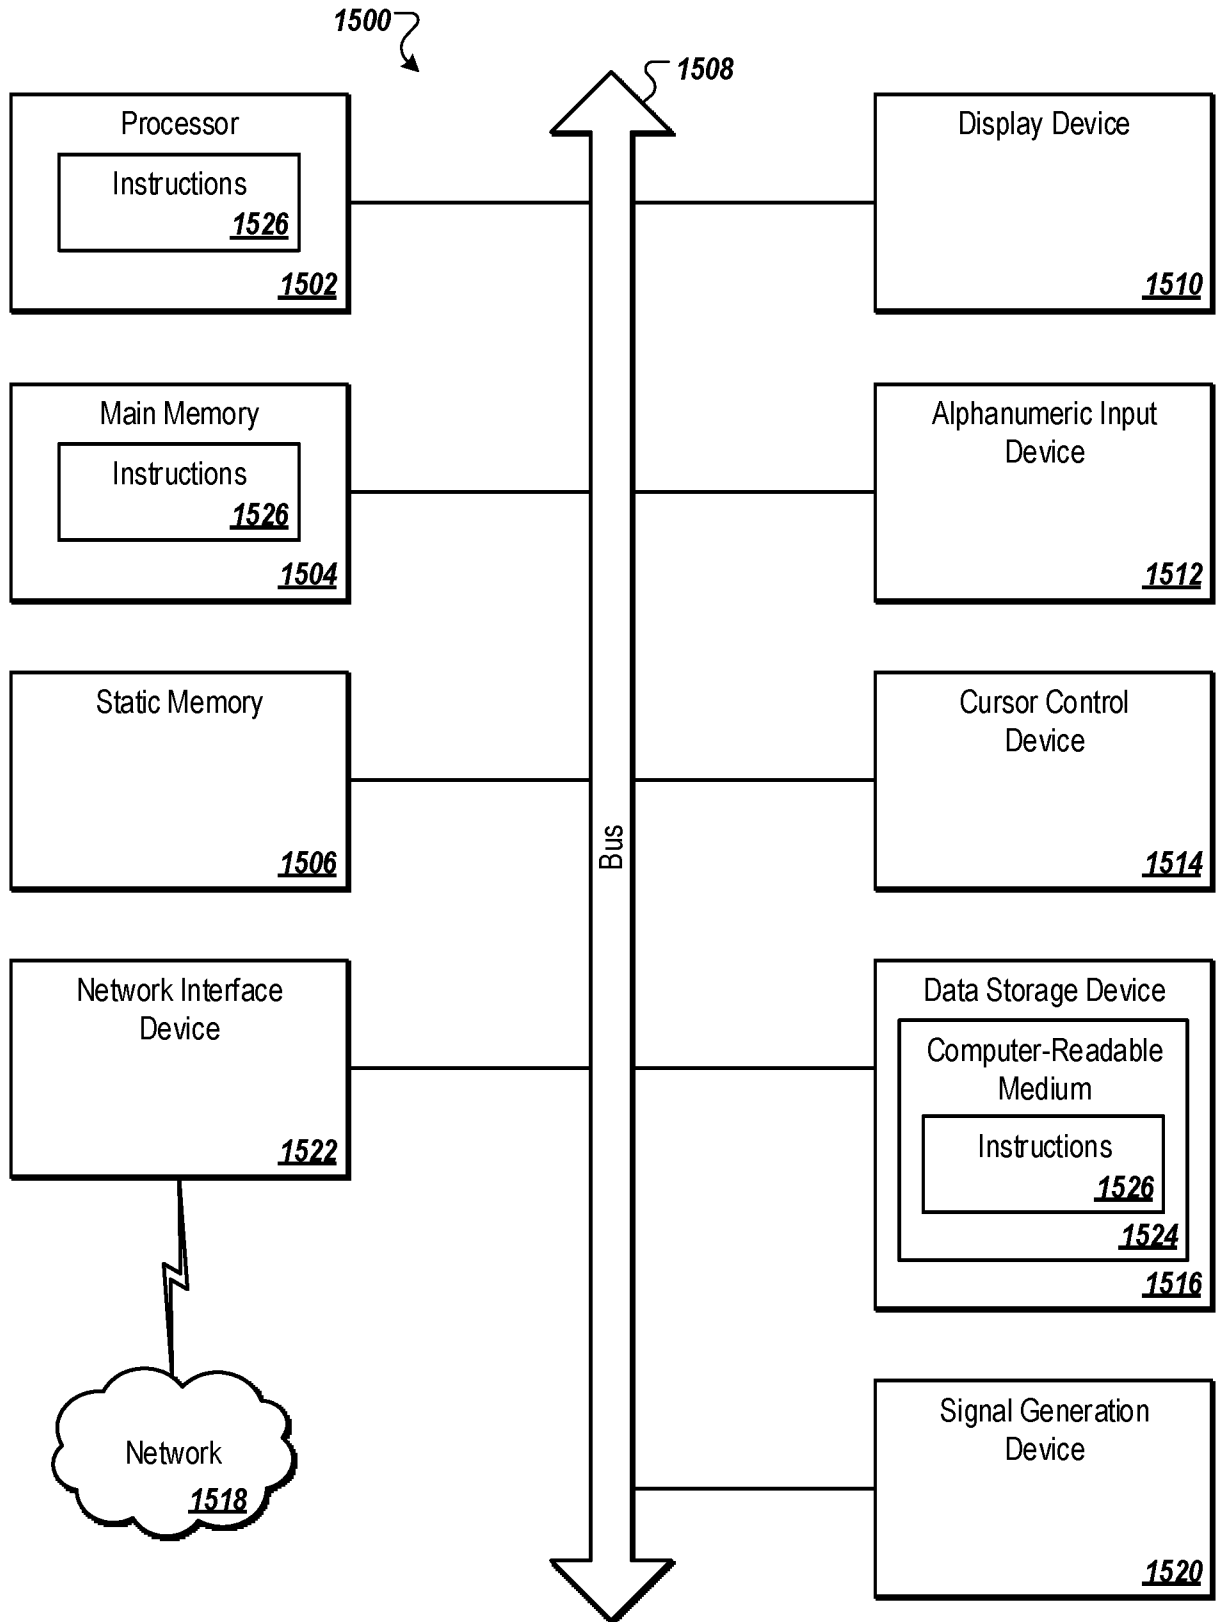 1500
1508
Processor
Instructions
1526
1502
Main Memory
Instructions
1526
1504
Static Memory
1506
Network Interface
Device
1522
Network
1518
Bus
Display Device
1510
Alphanumeric Input
Device
1512
Cursor Control
Device
1514
Data Storage Device
Computer-Readable
Medium
Instructions
1526
1524
1516
Signal Generation
Device
1520